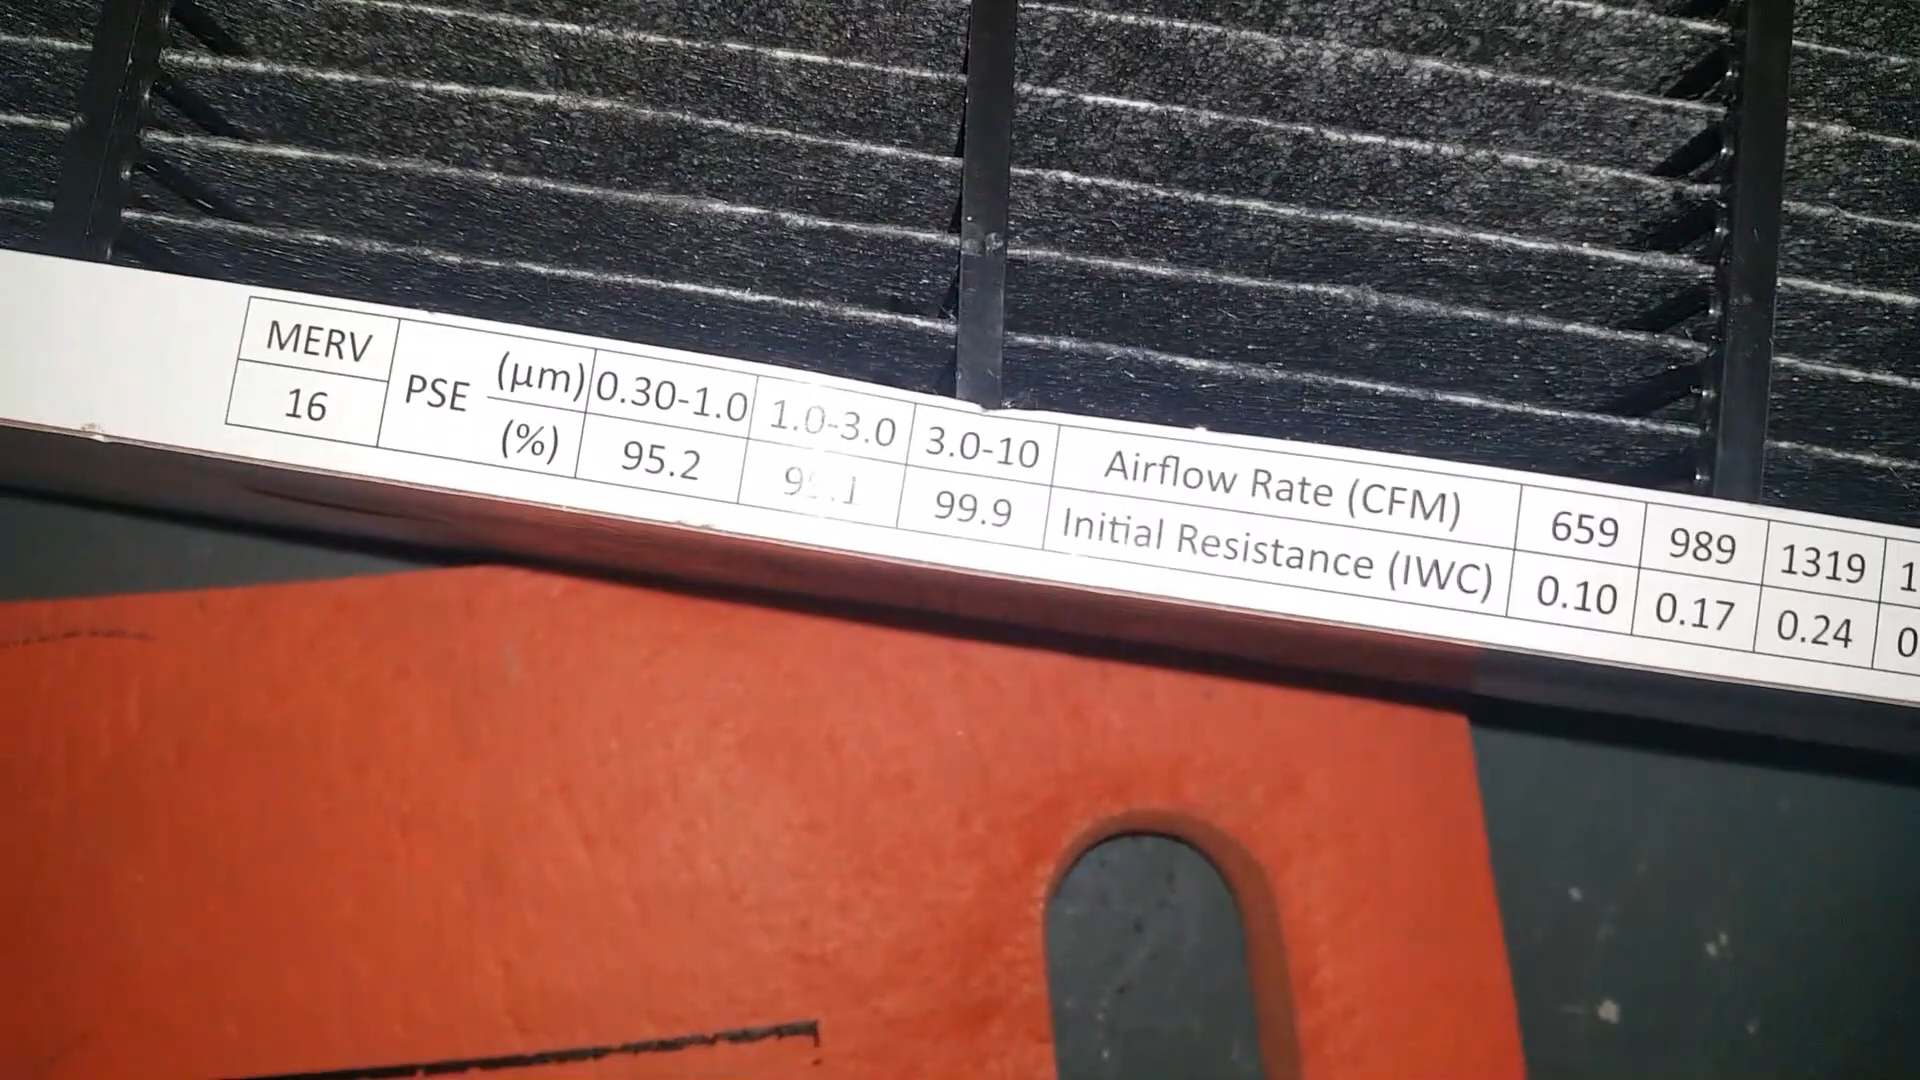 MERV PSE (µm) 0.30-1.0 1.0-3.0 3.0-10 Airflow Rate (CFM) 659 989 1319
16 (%) 95.2 99.9 Initial Resistance (IWC) 0.10 0.17 0.24